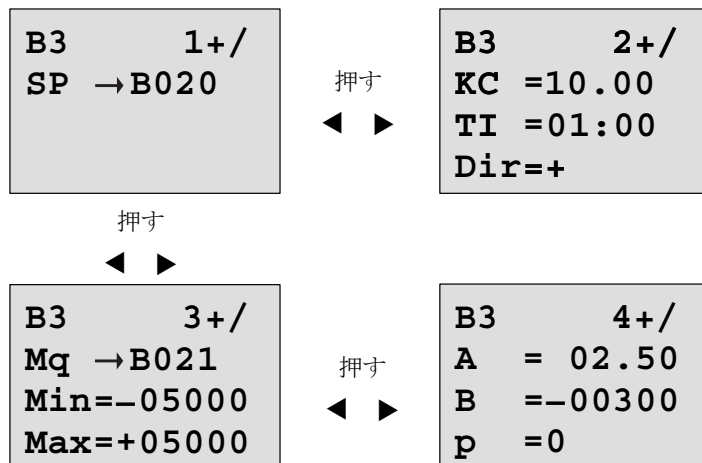 B3 1+/
SP →B020
押す
◀ ▶
B3 2+/
KC =10.00
TI =01:00
Dir=+
押す
◀ ▶
B3 3+/
Mq →B021
Min=–05000
Max=+05000
押す
◀ ▶
B3 4+/
A = 02.50
B =–00300
p =0